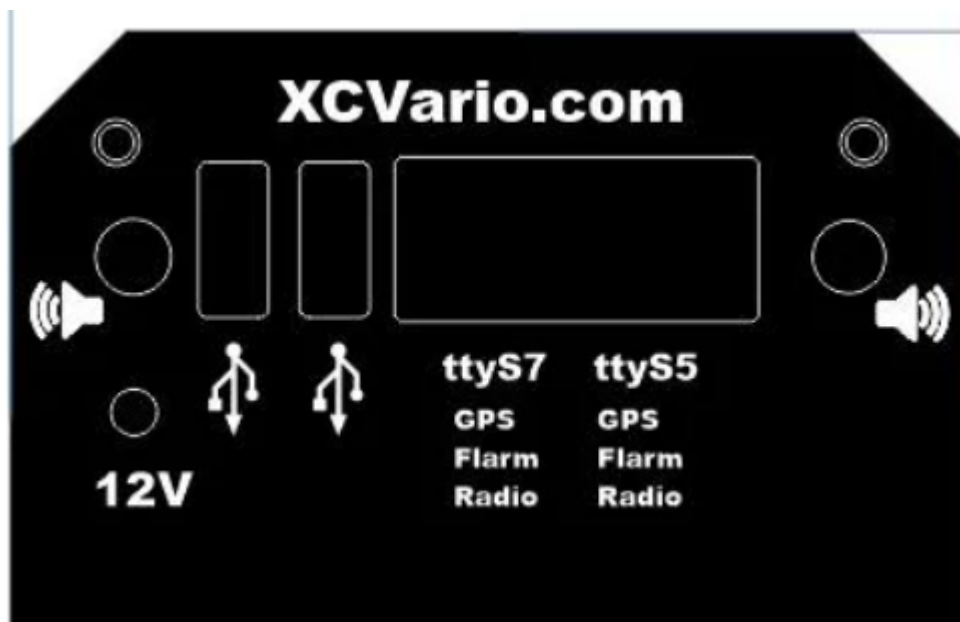 XCVario.com
ttyS7 ttyS5
GPS GPS
Flarm Flarm
Radio Radio
12V